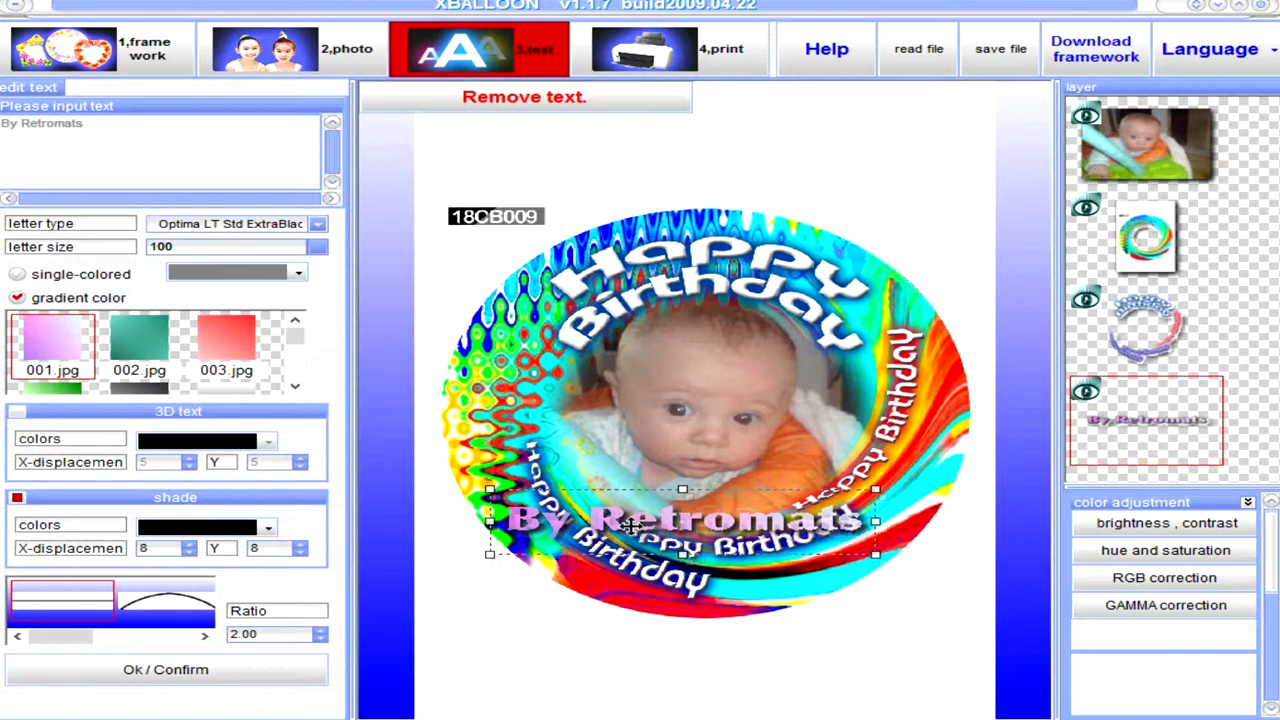 XBALLOON v1.1.7 build2009.04.22
1,frame work
2,photo
3,text
4,print
Help
read file
save file
Download framework
Language
edit text
Please input text
By Retromats
letter type
Optima LT Std ExtraBlac
letter size
100
single-colored
gradient color
001.jpg
002.jpg
003.jpg
3D text
colors
X-displacemen
5
Y
5
shade
colors
X-displacemen
8
Y
8
Ratio
2.00
Ok / Confirm
Remove text.
18CB009
Happy
Birthday
Happy Birthday
Happy Birthday
Happy Birthday
By Retromats
layer
By Retromats
color adjustment
brightness , contrast
hue and saturation
RGB correction
GAMMA correction